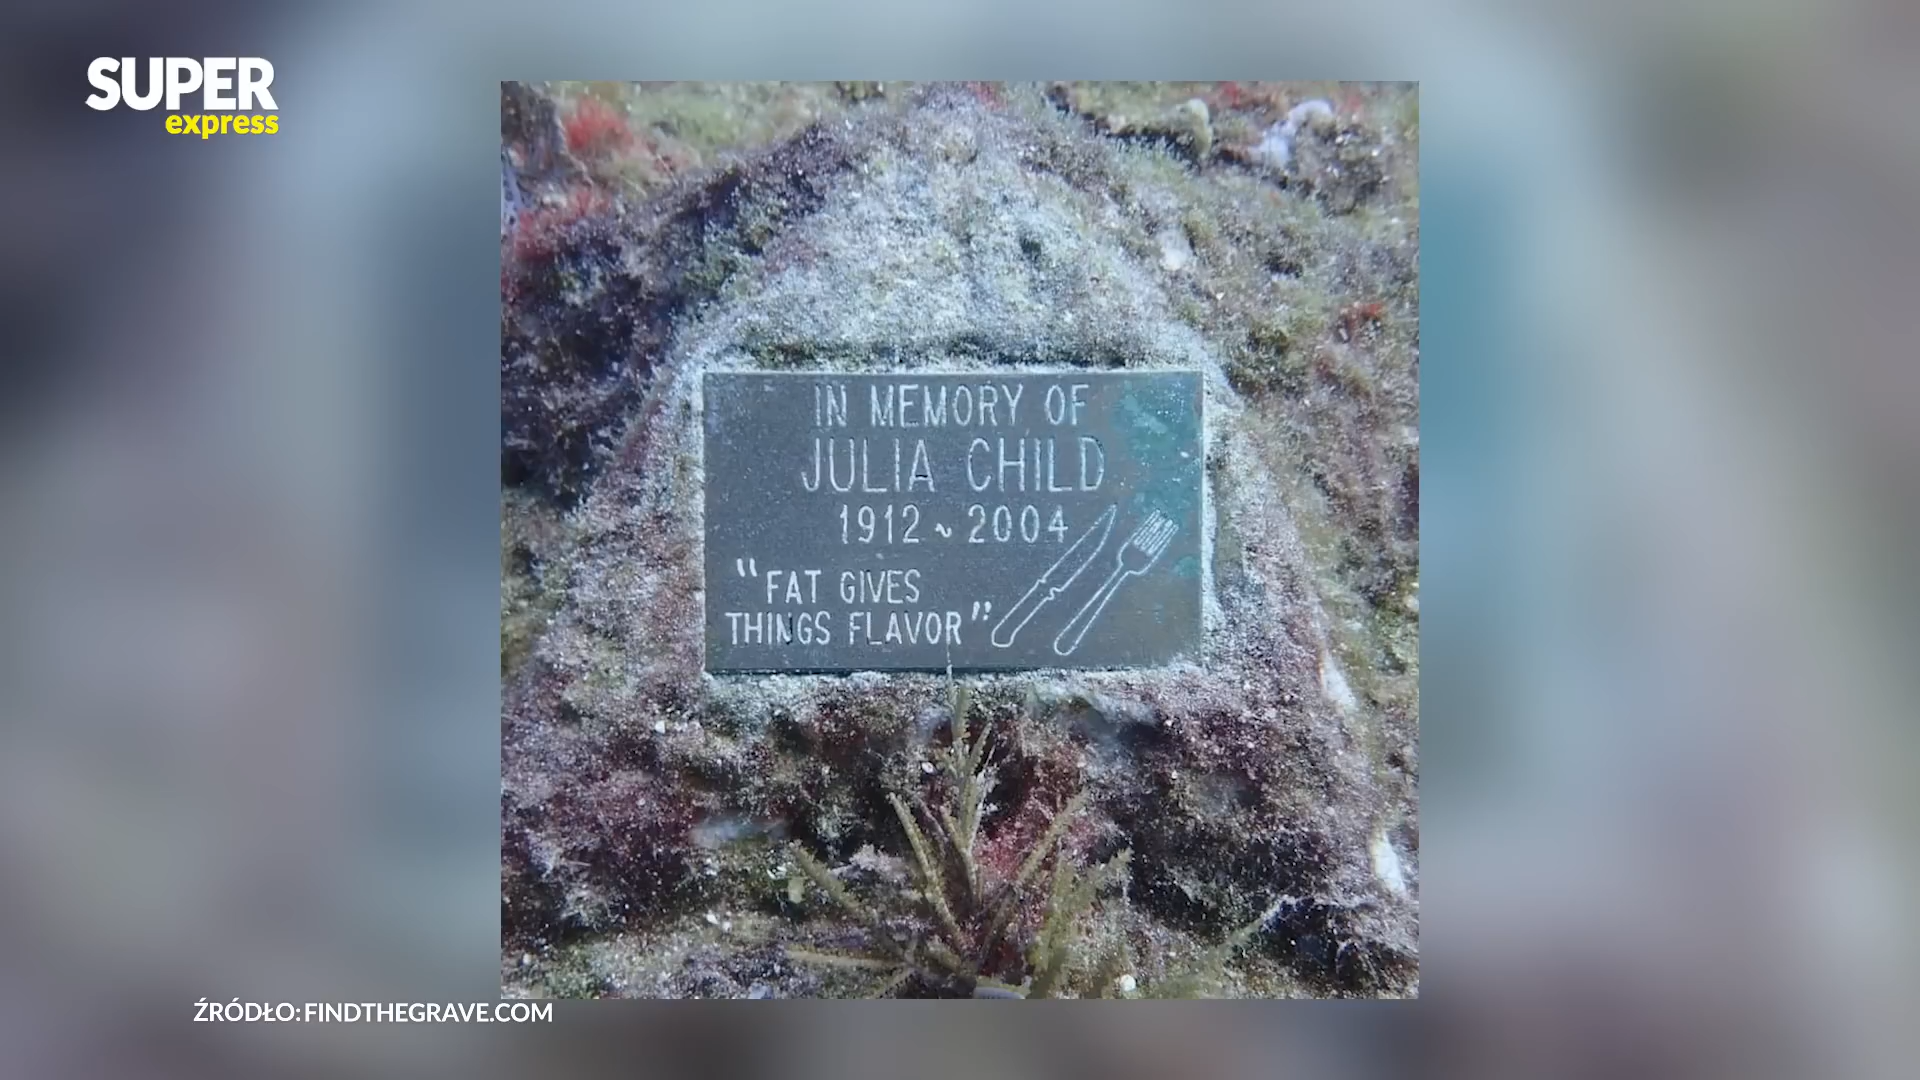 SUPER
express
IN MEMORY OF
JULIA CHILD
1912 ~ 2004
"FAT GIVES
THINGS FLAVOR"
ŹRÓDŁO: FINDTHEGRAVE.COM